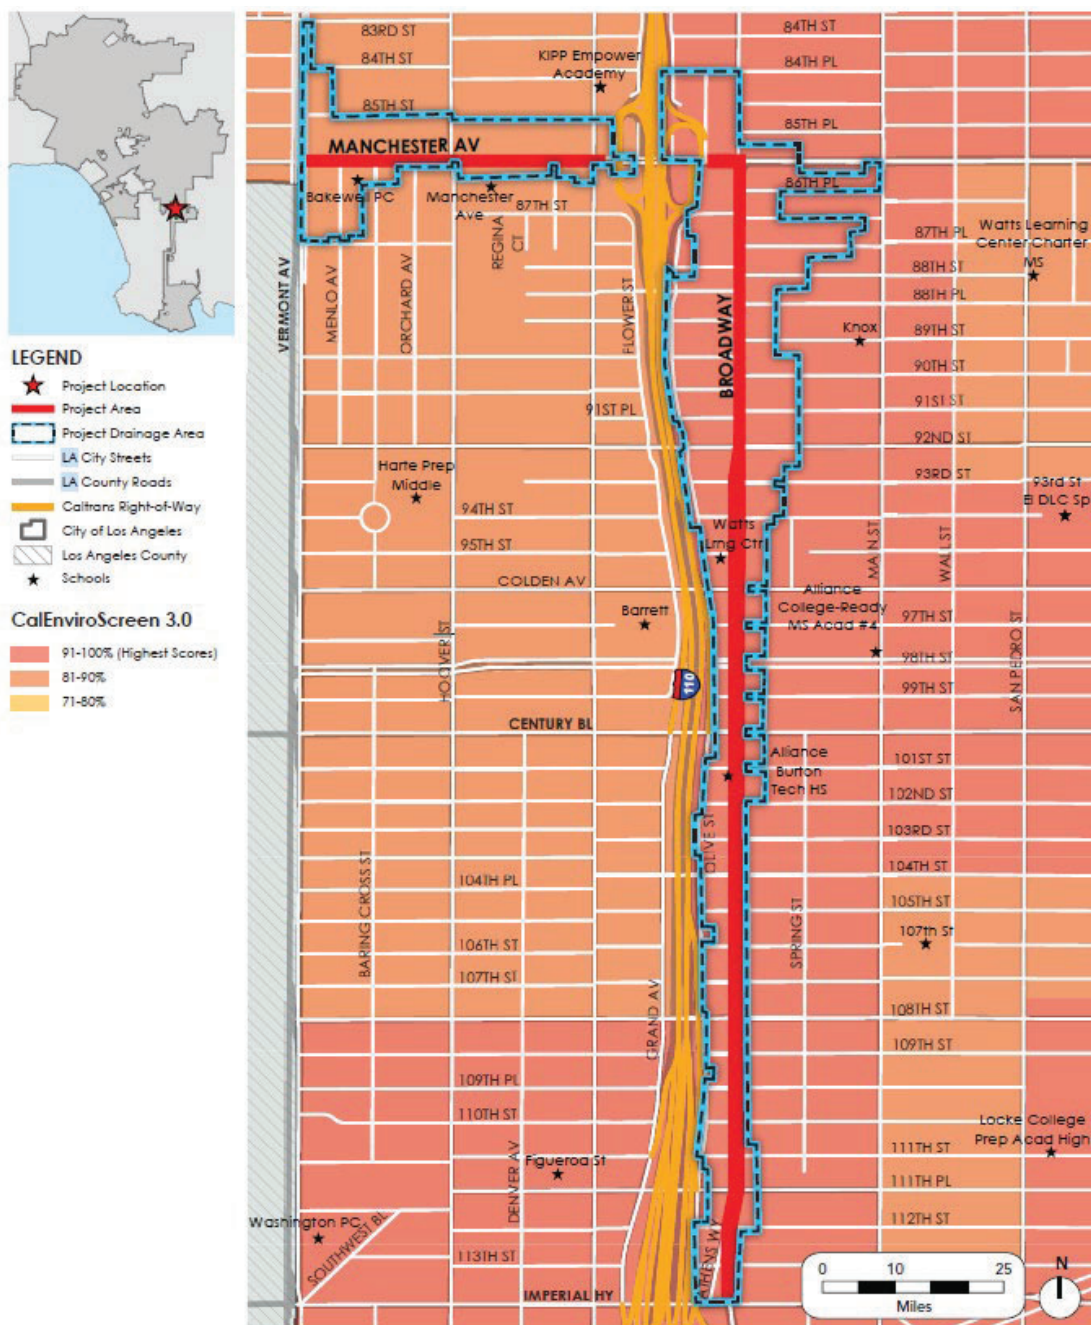 LEGEND
Project Location
Project Area
Project Drainage Area
LA City Streets
LA County Roads
Caltrans Right-of-Way
City of Los Angeles
Los Angeles County
Schools
CalEnviroScreen 3.0
91-100% (Highest Scores)
81-90%
71-80%
83RD ST
84TH ST
84TH ST
KIPP Empower
Academy
84TH PL
85TH ST
85TH PL
MANCHESTER AV
86TH PL
Bakewell PC
Manchester
Ave
87TH ST
REGINA
CT
87TH PL
Watts Learning
Center Charter
MS
88TH ST
88TH PL
VERMONT AV
MENLO AV
ORCHARD AV
FLOWER ST
BROADWAY
Knox
89TH ST
90TH ST
91ST PL
91ST ST
92ND ST
93RD ST
Harte Prep
Middle
93rd St
El DLC Sp
94TH ST
95TH ST
Watts
Lrng Ctr
MAIN ST
WALL ST
COLDEN AV
Alliance
College-Ready
MS Acad #4
Barrett
97TH ST
HOOVER ST
98TH ST
SAN PEDRO ST
110
99TH ST
CENTURY BL
101ST ST
Alliance
Burton
Tech HS
102ND ST
OLIVE ST
103RD ST
104TH ST
BARING CROSS ST
104TH PL
105TH ST
SPRING ST
107th St
106TH ST
107TH ST
GRAND AV
108TH ST
109TH ST
109TH PL
110TH ST
Locke College
Prep Acad High
111TH ST
DENVER AV
Figueroa St
111TH PL
Washington PC
SOUTHWEST BL
112TH ST
113TH ST
ATHENS WY
IMPERIAL HY
0 10 25
Miles
N